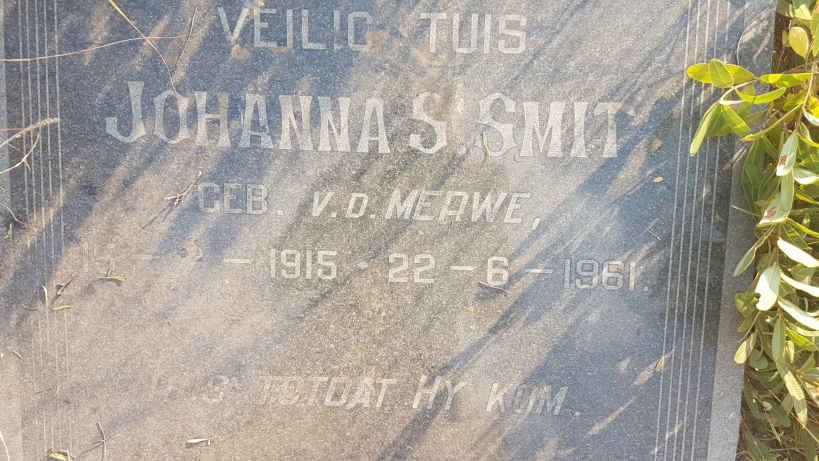 VEILIG TUIS
JOHANNA S. SMIT
GEB. V.D. MERWE,
— 1915 - 22 — 6 — 1961.
TOTDAT HY KOM.